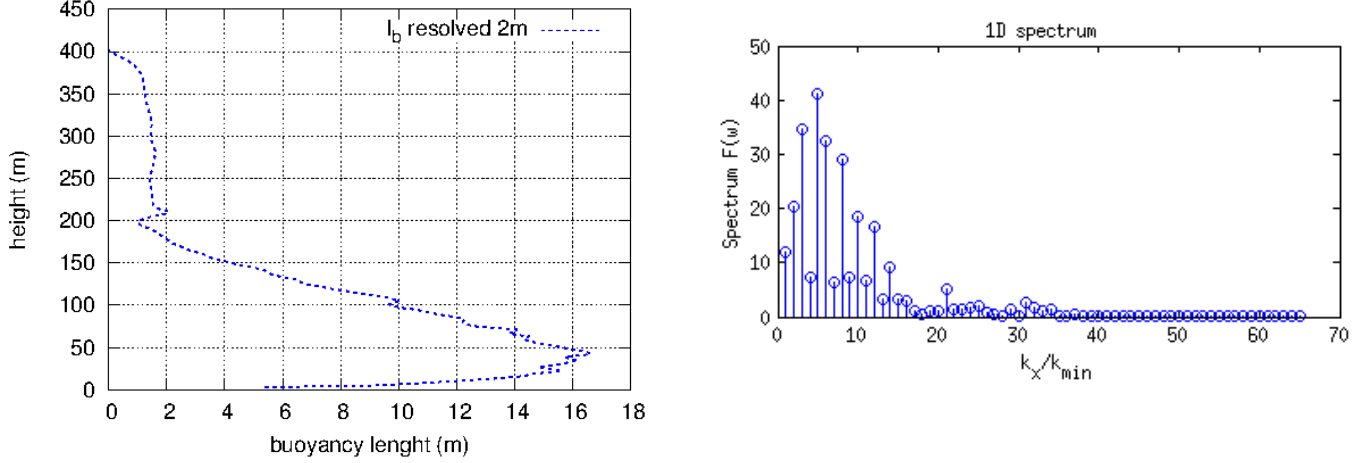 450
400
350
300
250
200
150
100
50
0
height (m)
l_b resolved 2m
0 2 4 6 8 10 12 14 16 18
buoyancy lenght (m)
1D spectrum
50
40
30
20
10
0
Spectrum F(w)
0 10 20 30 40 50 60 70
k_x/k_min